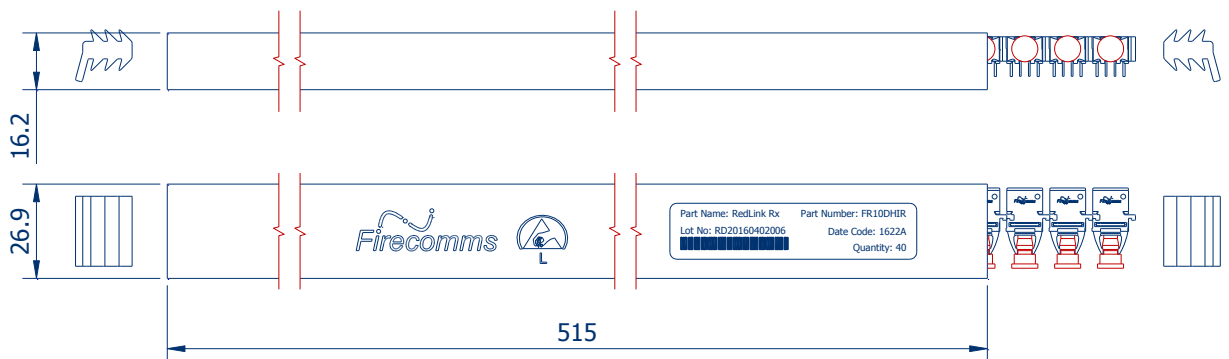 16.2
26.9
Firecomms
L
Part Name: RedLink Rx Part Number: FR10DHIR
Lot No: RD20160402006 Date Code: 1622A
Quantity: 40
515